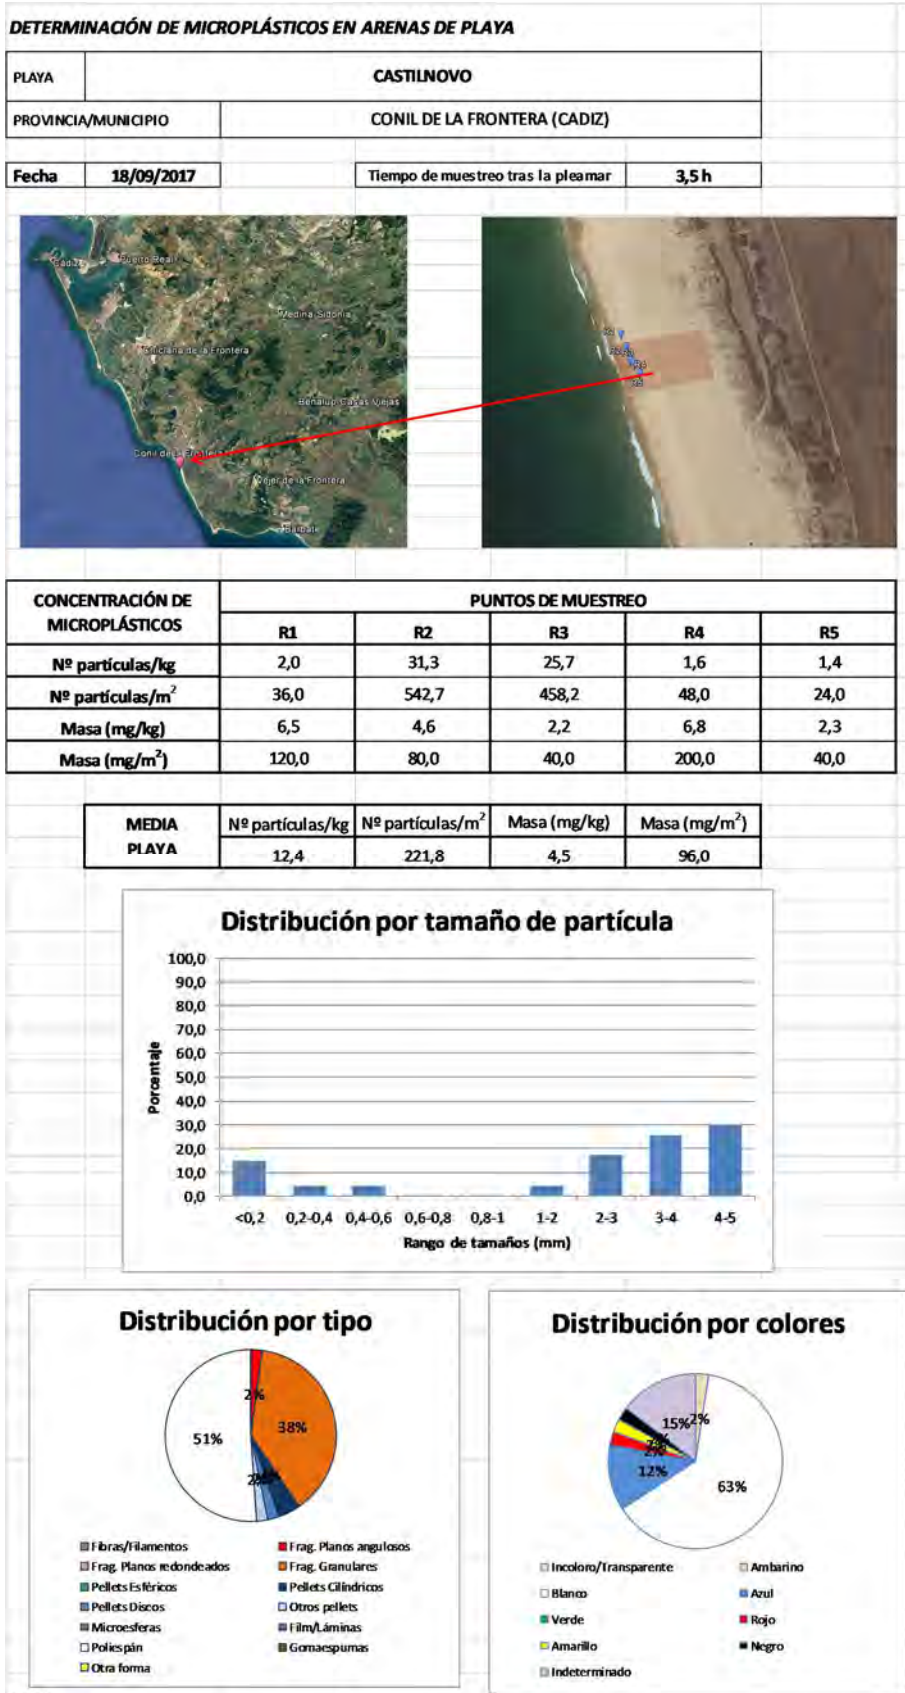 DETERMINACIÓN DE MICROPLÁSTICOS EN ARENAS DE PLAYA
PLAYA CASTILNOVO
PROVINCIA/MUNICIPIO CONIL DE LA FRONTERA (CADIZ)
Fecha 18/09/2017 Tiempo de muestreo tras la pleamar 3,5 h
Cádiz Puerto Real
Medina-Sidonia
Chiclana de la Frontera
Benalup-Casas Viejas
Conil de la Frontera
Vejer de la Frontera
Barbate
CONCENTRACIÓN DE MICROPLÁSTICOS PUNTOS DE MUESTREO
R1 R2 R3 R4 R5
Nº partículas/kg 2,0 31,3 25,7 1,6 1,4
Nº partículas/m² 36,0 542,7 458,2 48,0 24,0
Masa (mg/kg) 6,5 4,6 2,2 6,8 2,3
Masa (mg/m²) 120,0 80,0 40,0 200,0 40,0
MEDIA PLAYA Nº partículas/kg Nº partículas/m² Masa (mg/kg) Masa (mg/m²)
12,4 221,8 4,5 96,0
Distribución por tamaño de partícula
100,0
90,0
80,0
70,0
60,0
50,0
40,0
30,0
20,0
10,0
0,0
Porcentaje
<0,2 0,2-0,4 0,4-0,6 0,6-0,8 0,8-1 1-2 2-3 3-4 4-5
Rango de tamaños (mm)
Distribución por tipo
2%
38%
51%
Fibras/Filamentos Frag. Planos angulosos
Frag. Planos redondeados Frag. Granulares
Pellets Esféricos Pellets Cilíndricos
Pellets Discos Otros pellets
Microesferas Film/Láminas
Poliespán Gomaespumas
Otra forma
Distribución por colores
15% 2%
2%
12%
63%
Incoloro/Transparente Ambarino
Blanco Azul
Verde Rojo
Amarillo Negro
Indeterminado